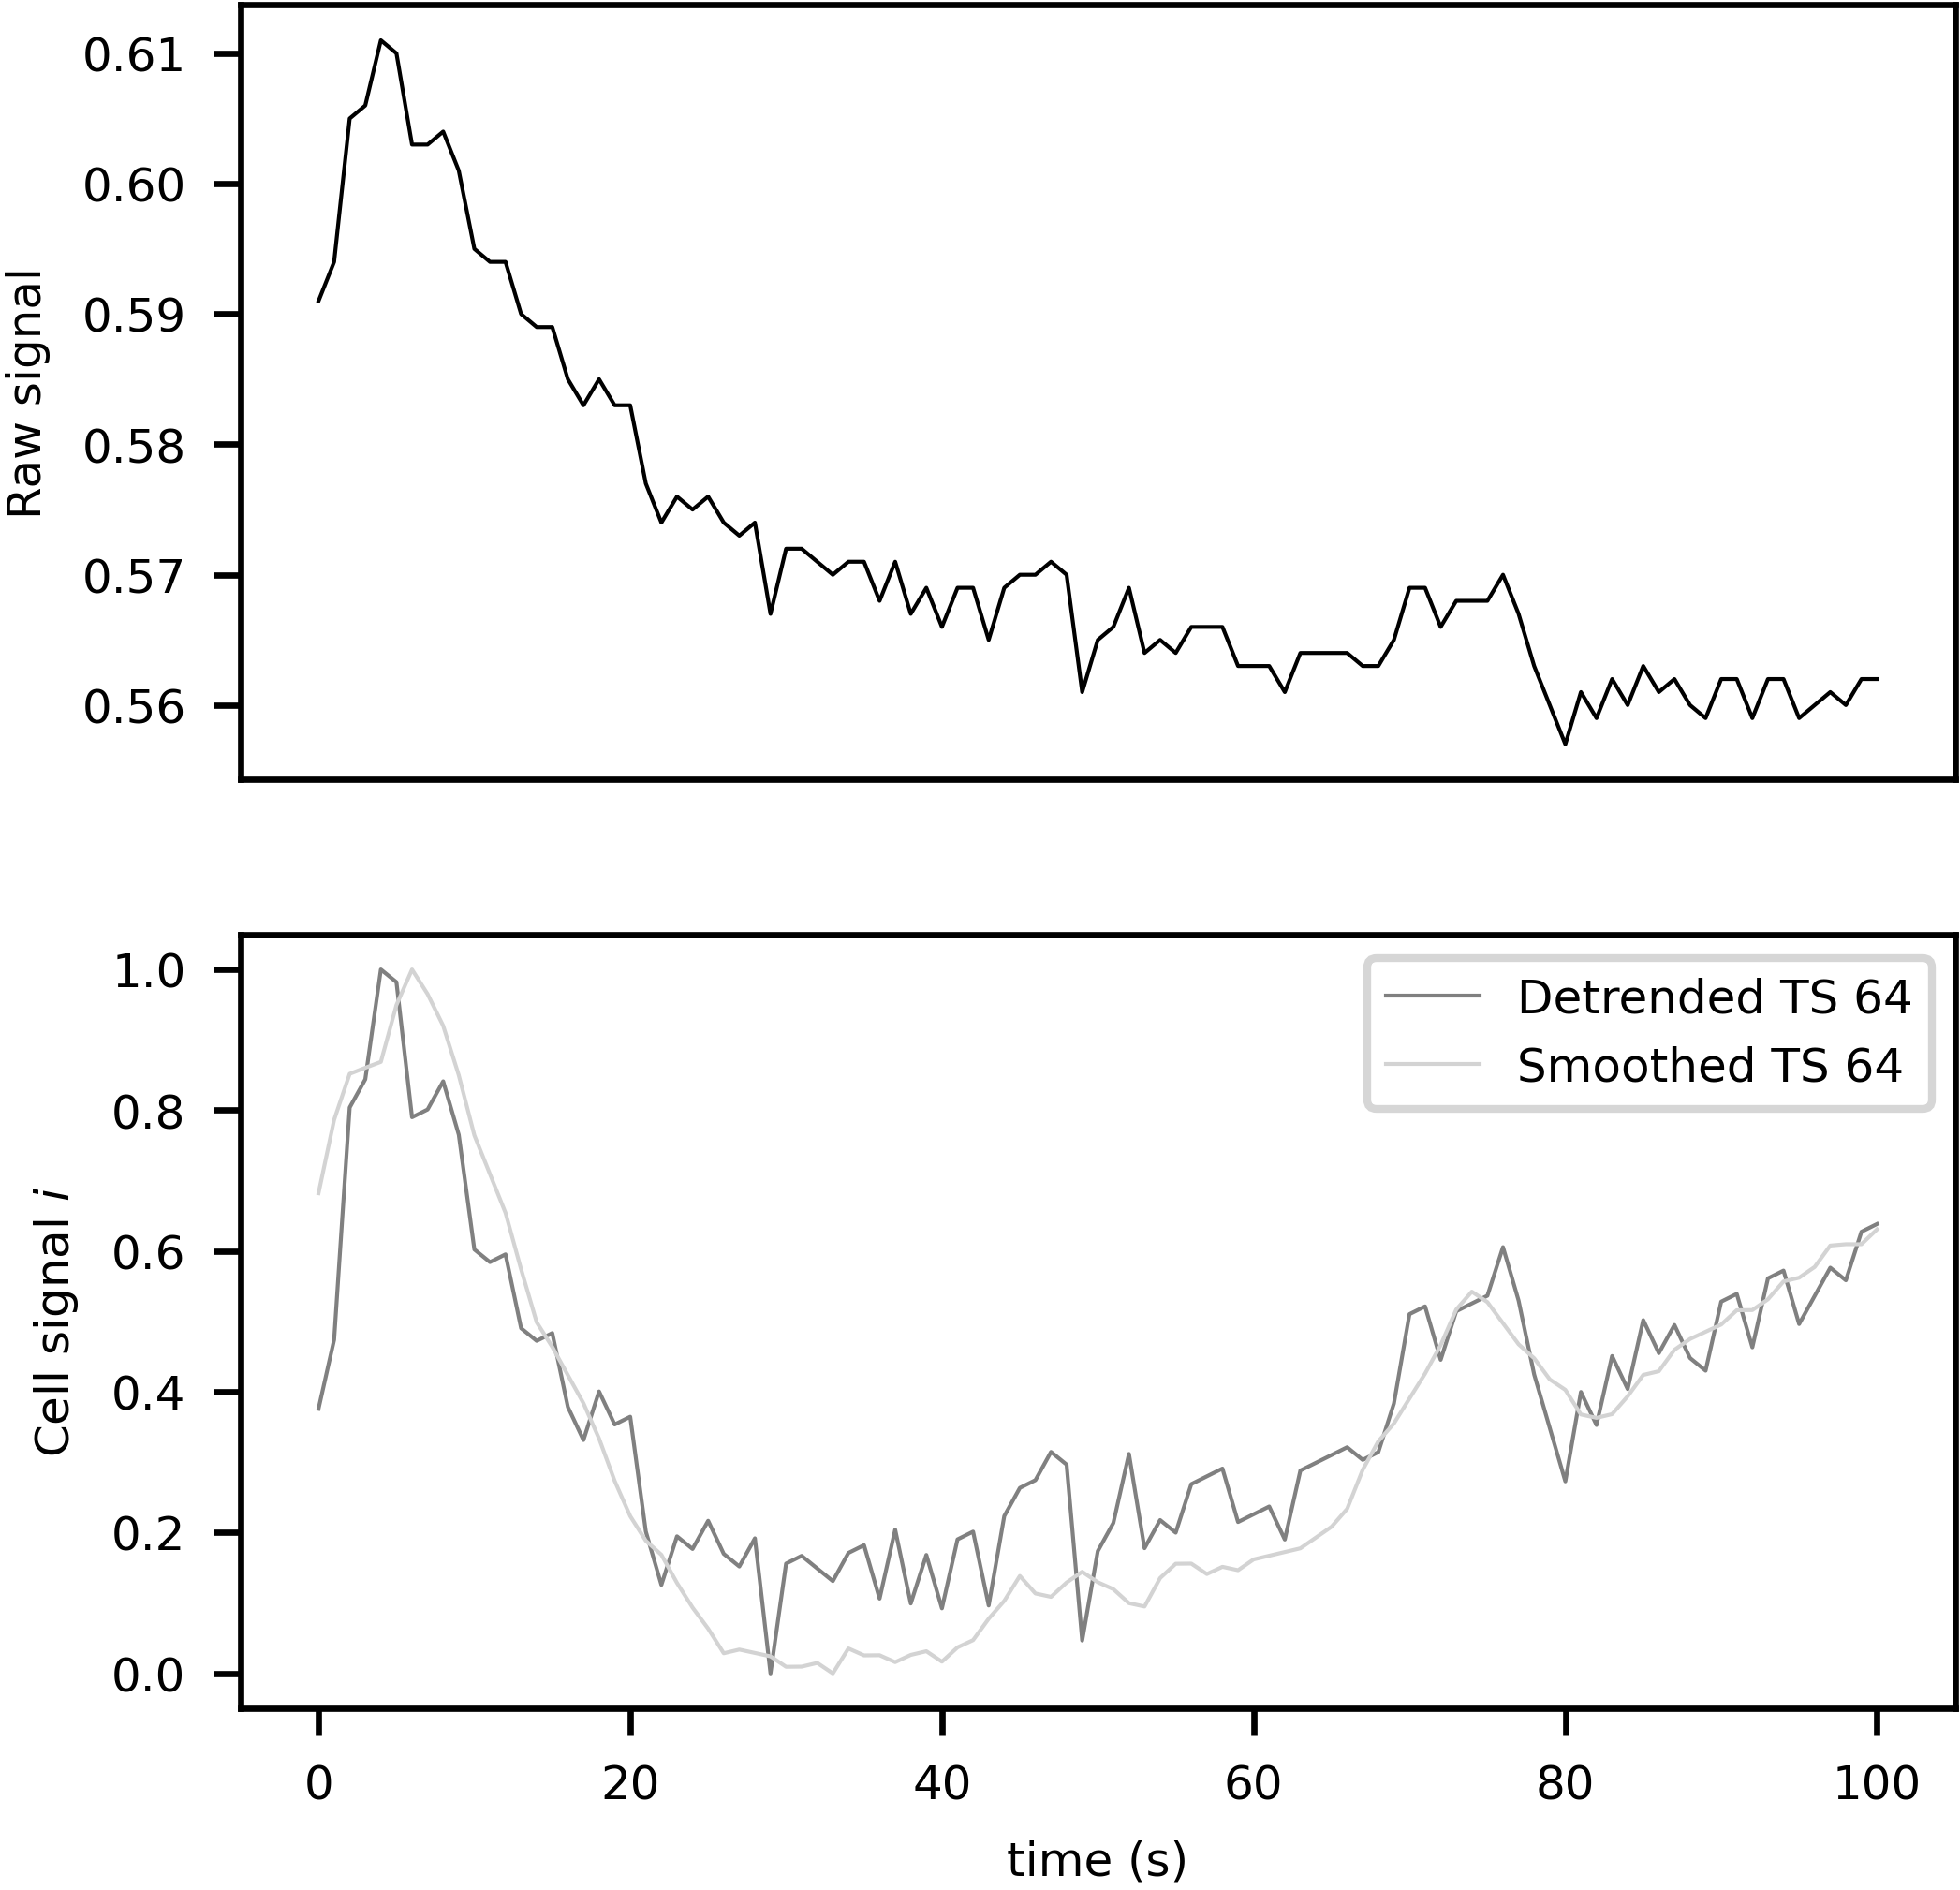 Raw signal
0.61
0.60
0.59
0.58
0.57
0.56
Cell signal i
1.0
0.8
0.6
0.4
0.2
0.0
Detrended TS 64
Smoothed TS 64
0 20 40 60 80 100
time (s)